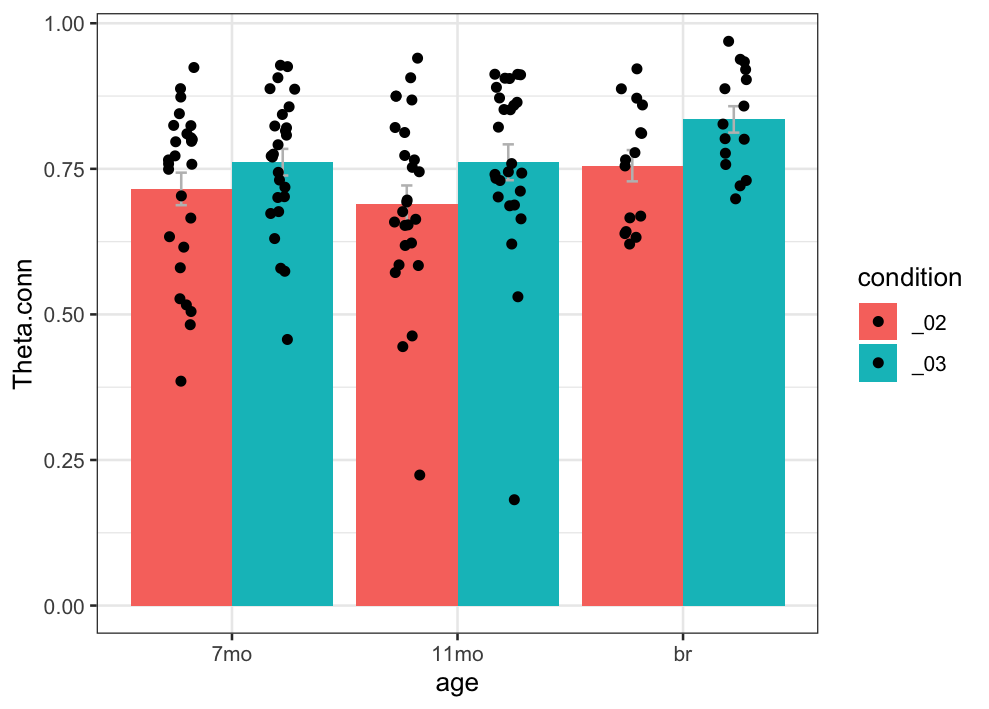 1.00
0.75
0.50
0.25
0.00
Theta.conn
7mo
11mo
br
age
condition
_02
_03